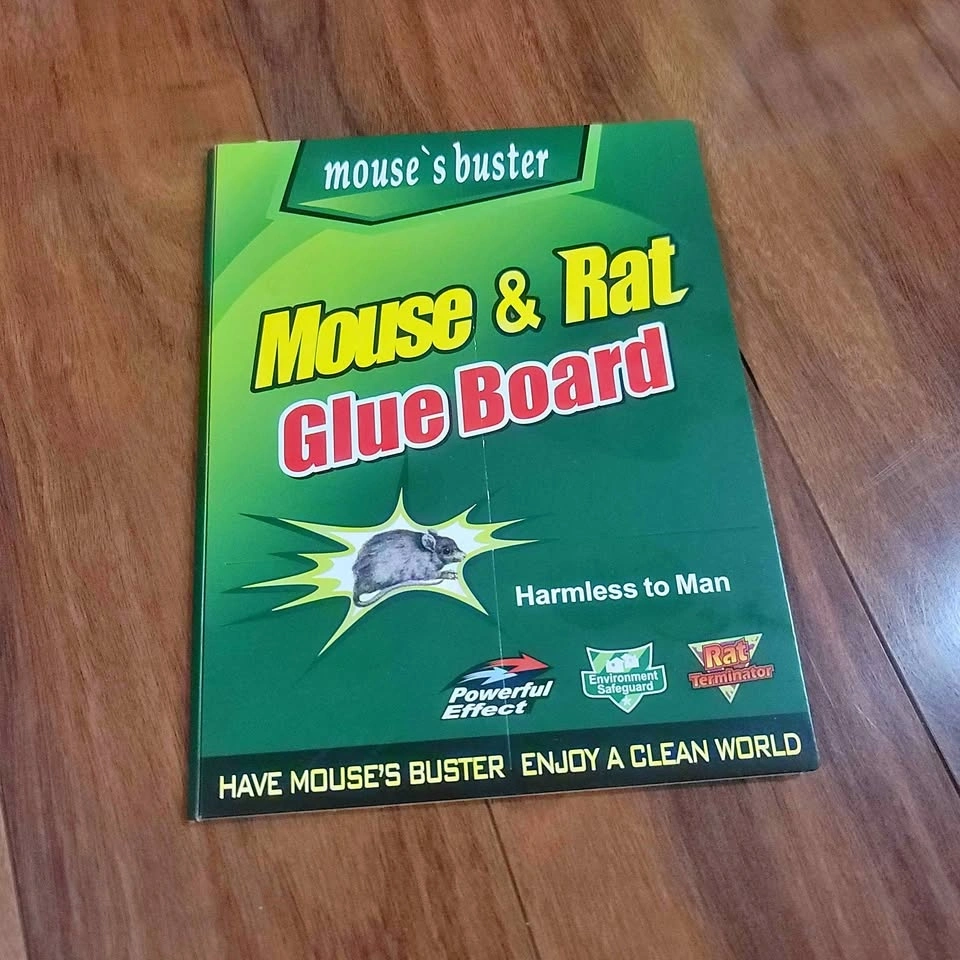 mouse`s buster
Mouse & Rat
Glue Board
Harmless to Man
Powerful
Effect
Environment
Safeguard
Rat
Terminator
HAVE MOUSE'S BUSTER ENJOY A CLEAN WORLD